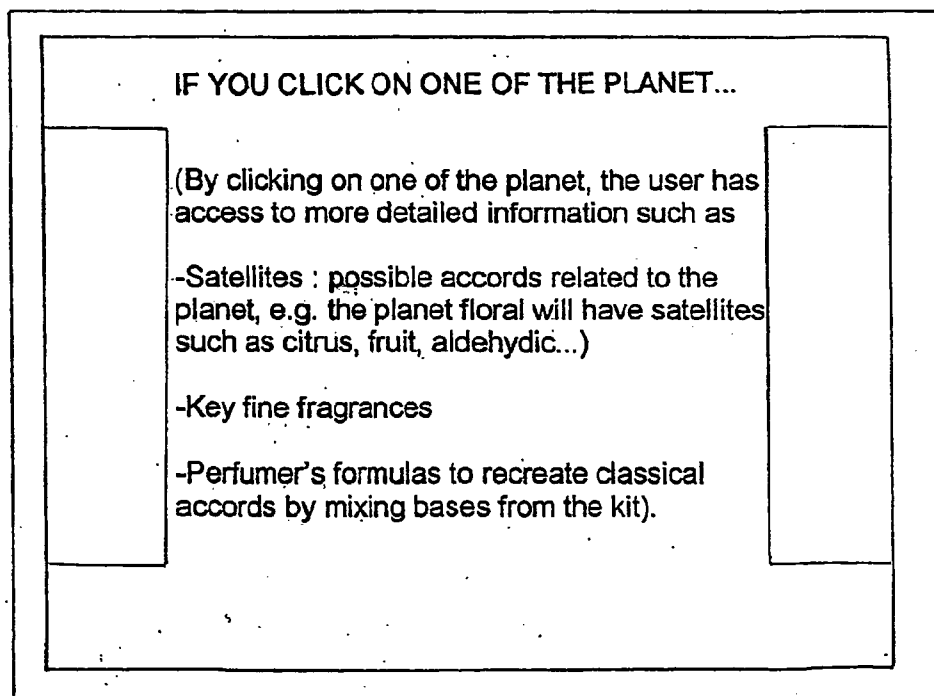 IF YOU CLICK ON ONE OF THE PLANET...
(By clicking on one of the planet, the user has
access to more detailed information such as
-Satellites : possible accords related to the
planet, e.g. the planet floral will have satellites
such as citrus, fruit, aldehydic...)
-Key fine fragrances
-Perfumer's formulas to recreate classical
accords by mixing bases from the kit).